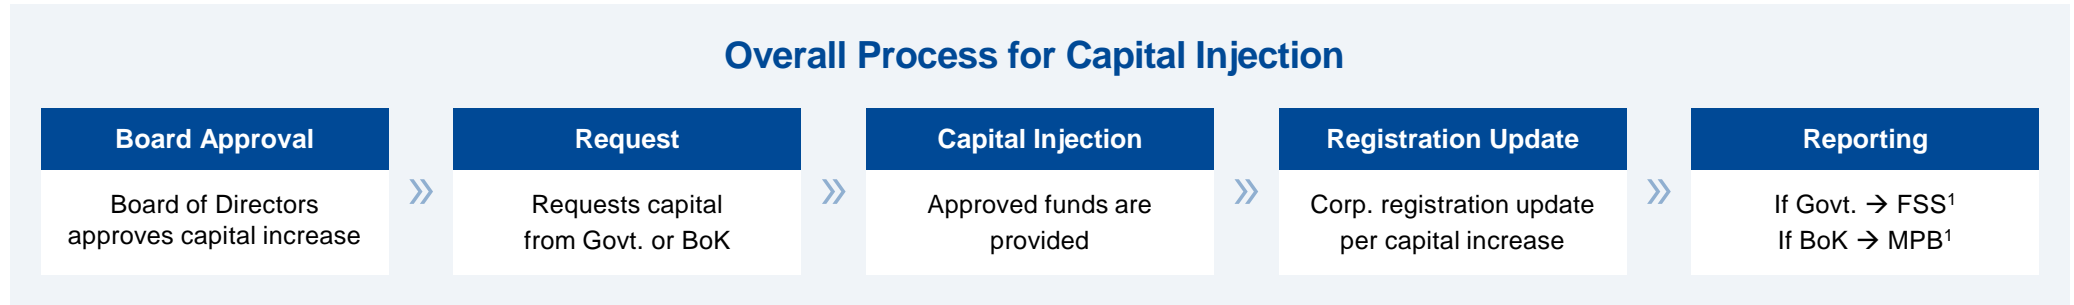 Overall Process for Capital Injection
Board Approval
Board of Directors
approves capital increase
»
Request
Requests capital
from Govt. or BoK
»
Capital Injection
Approved funds are
provided
»
Registration Update
Corp. registration update
per capital increase
»
Reporting
If Govt. → FSS¹
If BoK → MPB¹